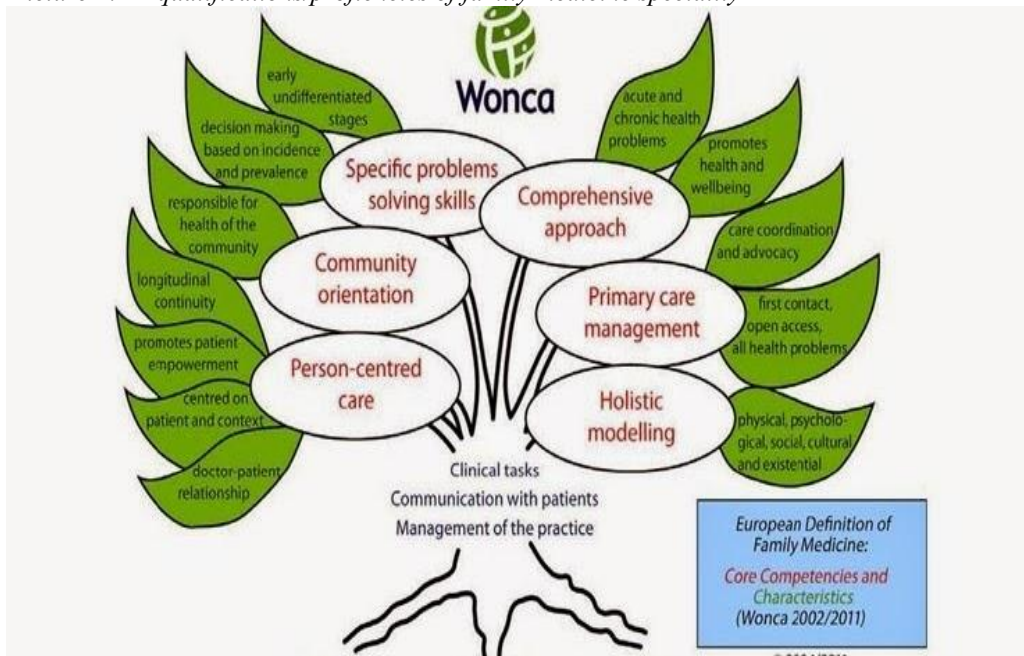 Wonca
early
undifferentiated
stages
decision making
based on incidence
and prevalence
responsible for
health of the
community
longitudinal
continuity
promotes patient
empowerment
centred on
patient and context
doctor-patient
relationship
Specific problems
solving skills
Community
orientation
Person-centred
care
Comprehensive
approach
Primary care
management
Holistic
modelling
acute and
chronic health
problems
promotes
health and
wellbeing
care coordination
and advocacy
first contact,
open access,
all health problems
physical, psycholo-
gical, social, cultural
and existential
Clinical tasks
Communication with patients
Management of the practice
European Definition of
Family Medicine:
Core Competencies and
Characteristics
(Wonca 2002/2011)